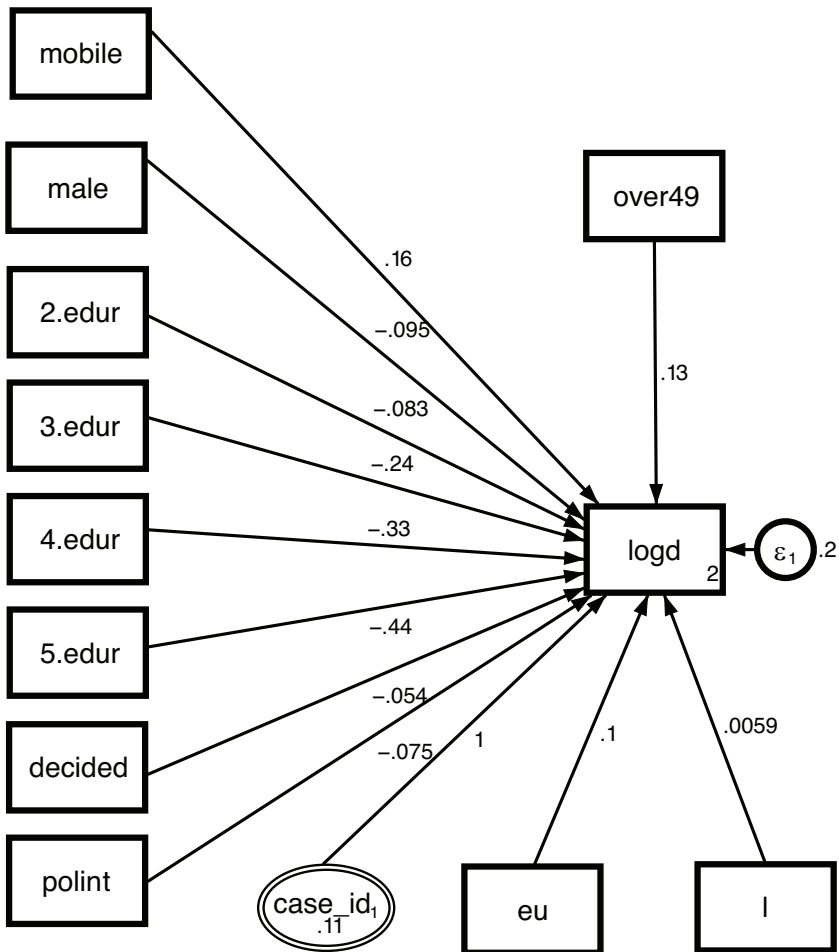 mobile
male
over49
2.edur
3.edur
4.edur
5.edur
decided
polint
case_id₁
.11
eu
l
logd
2
ε₁
.2
.16
−.095
−.083
−.24
−.33
−.44
−.054
−.075
1
.1
.0059
.13